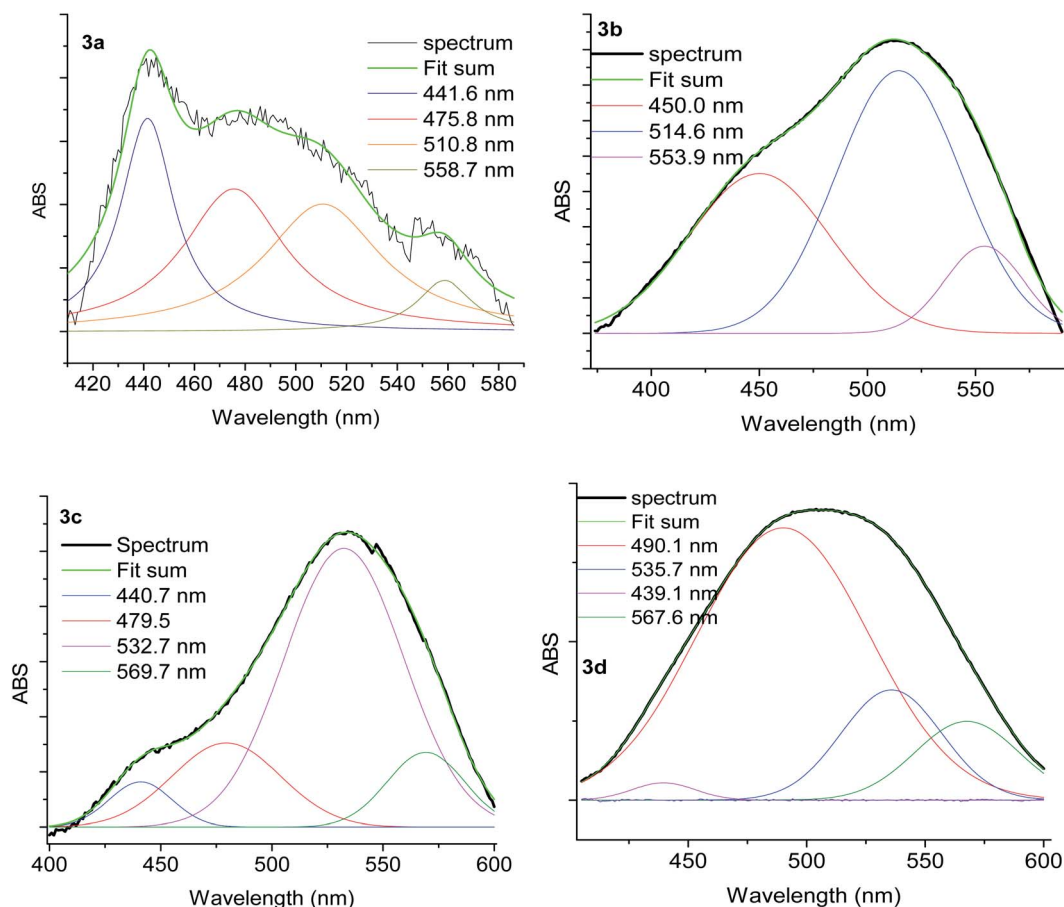 3a
spectrum
Fit sum
441.6 nm
475.8 nm
510.8 nm
558.7 nm
ABS
420 440 460 480 500 520 540 560 580
Wavelength (nm)
3b
spectrum
Fit sum
450.0 nm
514.6 nm
553.9 nm
ABS
400 450 500 550
Wavelength (nm)
3c
Spectrum
Fit sum
440.7 nm
479.5
532.7 nm
569.7 nm
ABS
400 450 500 550 600
Wavelength (nm)
spectrum
Fit sum
490.1 nm
535.7 nm
439.1 nm
567.6 nm
3d
ABS
450 500 550 600
Wavelength (nm)